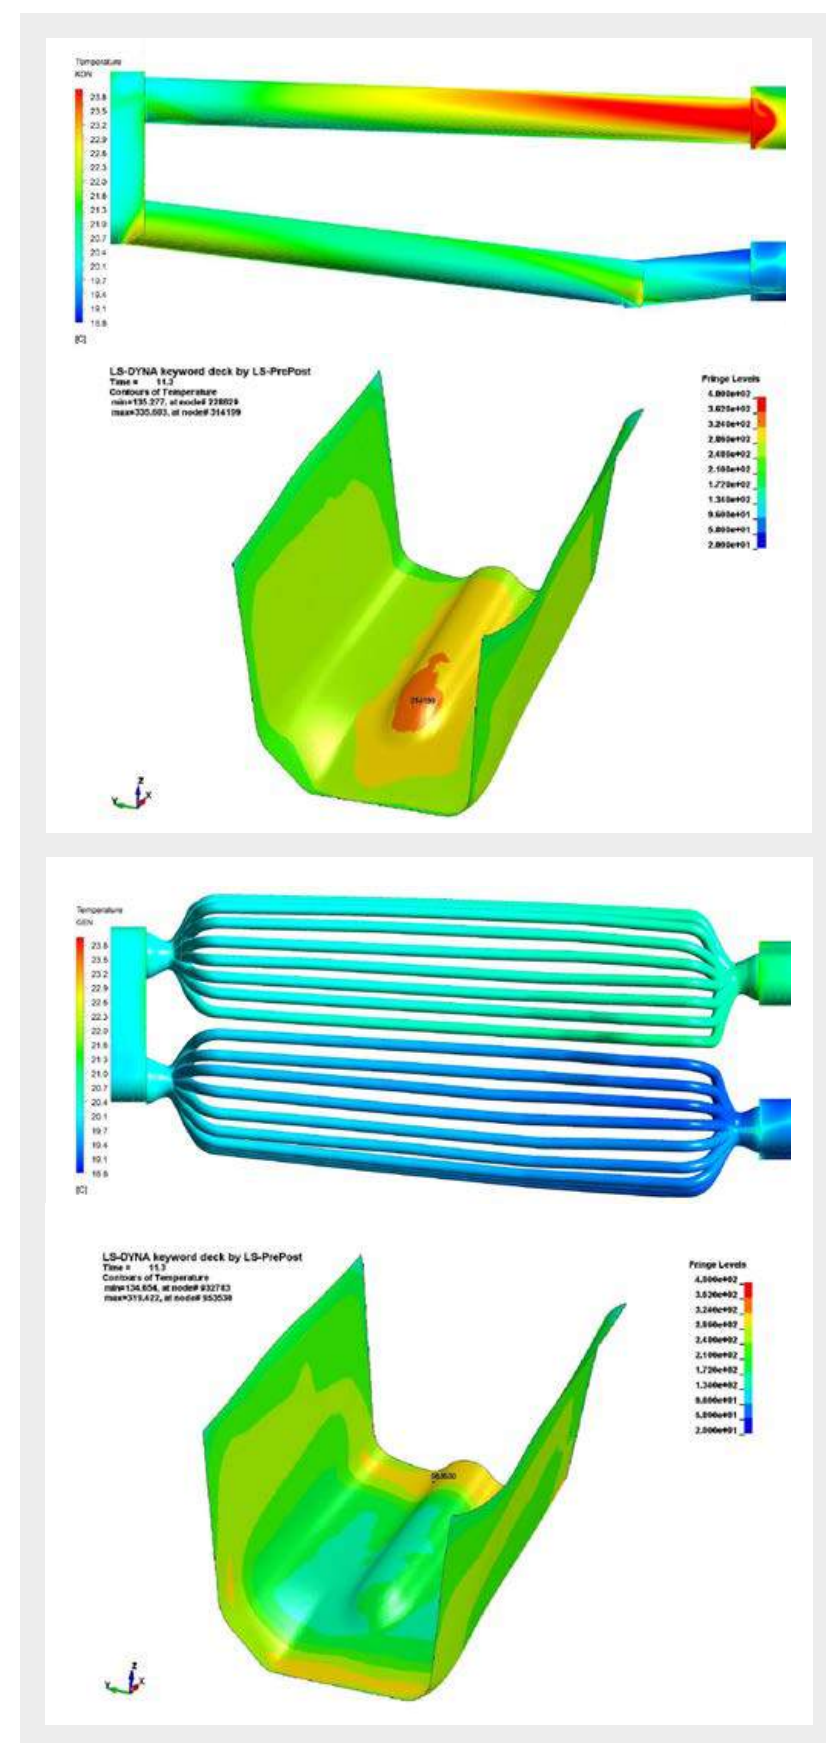 Temperature
KON
23.8
23.5
23.2
22.9
22.6
22.3
22.0
21.6
21.3
21.0
20.7
20.4
20.1
19.7
19.4
19.1
18.8
[C]
LS-DYNA keyword deck by LS-PrePost
Time = 11.3
Contours of Temperature
max=335.603, at node# 314199
Fringe Levels
4.000e+02
3.620e+02
3.240e+02
2.860e+02
2.480e+02
2.100e+02
1.720e+02
1.340e+02
9.600e+01
5.800e+01
2.000e+01
314199
Z
Y X
Temperature
GEN
23.8
23.5
23.2
22.9
22.6
22.3
22.0
21.6
21.3
21.0
20.7
20.4
20.1
19.7
19.4
19.1
18.8
[C]
LS-DYNA keyword deck by LS-PrePost
Time = 11.3
Contours of Temperature
Fringe Levels
4.000e+02
3.620e+02
3.240e+02
2.860e+02
2.480e+02
2.100e+02
1.720e+02
1.340e+02
9.600e+01
5.800e+01
2.000e+01
Z
Y X